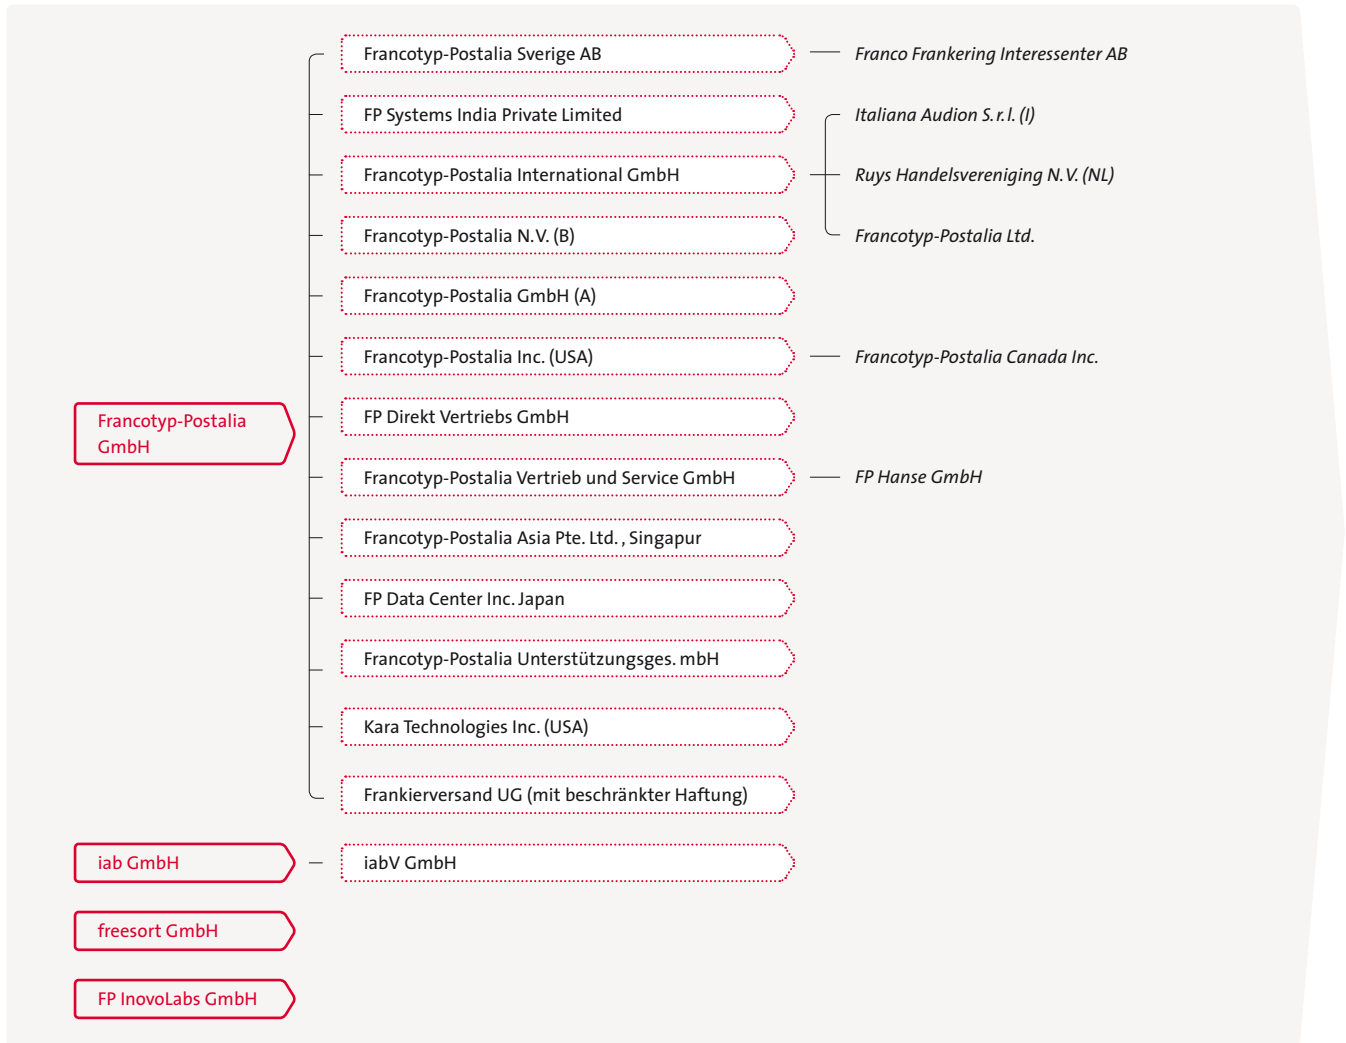 Francotyp-Postalia Sverige AB
Franco Frankering Interessenter AB
FP Systems India Private Limited
Italiana Audion S.r.l. (I)
Francotyp-Postalia International GmbH
Ruys Handelsvereniging N.V. (NL)
Francotyp-Postalia N.V. (B)
Francotyp-Postalia Ltd.
Francotyp-Postalia GmbH (A)
Francotyp-Postalia Inc. (USA)
Francotyp-Postalia Canada Inc.
FP Direkt Vertriebs GmbH
Francotyp-Postalia
GmbH
Francotyp-Postalia Vertrieb und Service GmbH
FP Hanse GmbH
Francotyp-Postalia Asia Pte. Ltd. , Singapur
FP Data Center Inc. Japan
Francotyp-Postalia Unterstützungsges. mbH
Kara Technologies Inc. (USA)
Frankierversand UG (mit beschränkter Haftung)
iab GmbH
iabV GmbH
freesort GmbH
FP InovoLabs GmbH